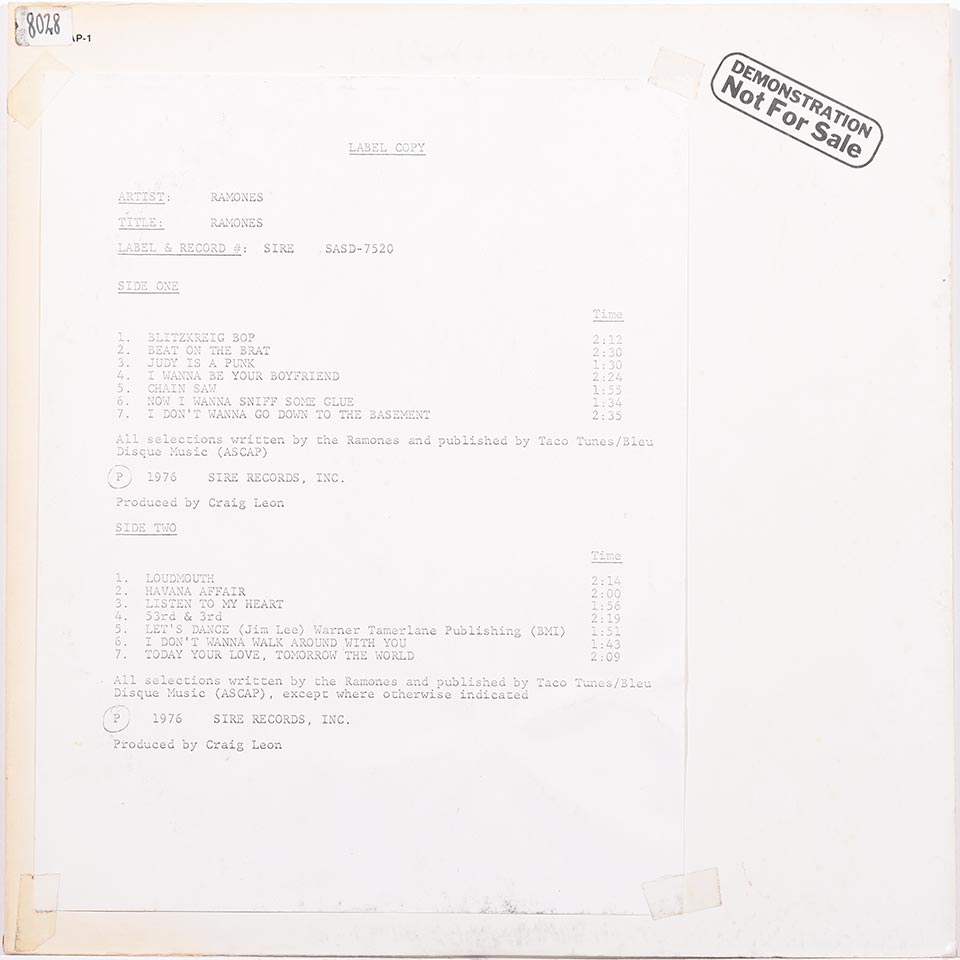 8028
AP-1
DEMONSTRATION
Not For Sale
LABEL COPY
ARTIST: RAMONES
TITLE: RAMONES
LABEL & RECORD #: SIRE SASD-7520
SIDE ONE
Time
1. BLITZKREIG BOP 2:12
2. BEAT ON THE BRAT 2:30
3. JUDY IS A PUNK 1:30
4. I WANNA BE YOUR BOYFRIEND 2:24
5. CHAIN SAW 1:55
6. NOW I WANNA SNIFF SOME GLUE 1:34
7. I DON'T WANNA GO DOWN TO THE BASEMENT 2:35
All selections written by the Ramones and published by Taco Tunes/Bleu
Disque Music (ASCAP)
Ⓟ 1976 SIRE RECORDS, INC.
Produced by Craig Leon
SIDE TWO
Time
1. LOUDMOUTH 2:14
2. HAVANA AFFAIR 2:00
3. LISTEN TO MY HEART 1:56
4. 53rd & 3rd 2:19
5. LET'S DANCE (Jim Lee) Warner Tamerlane Publishing (BMI) 1:51
6. I DON'T WANNA WALK AROUND WITH YOU 1:43
7. TODAY YOUR LOVE, TOMORROW THE WORLD 2:09
All selections written by the Ramones and published by Taco Tunes/Bleu
Disque Music (ASCAP), except where otherwise indicated
Ⓟ 1976 SIRE RECORDS, INC.
Produced by Craig Leon